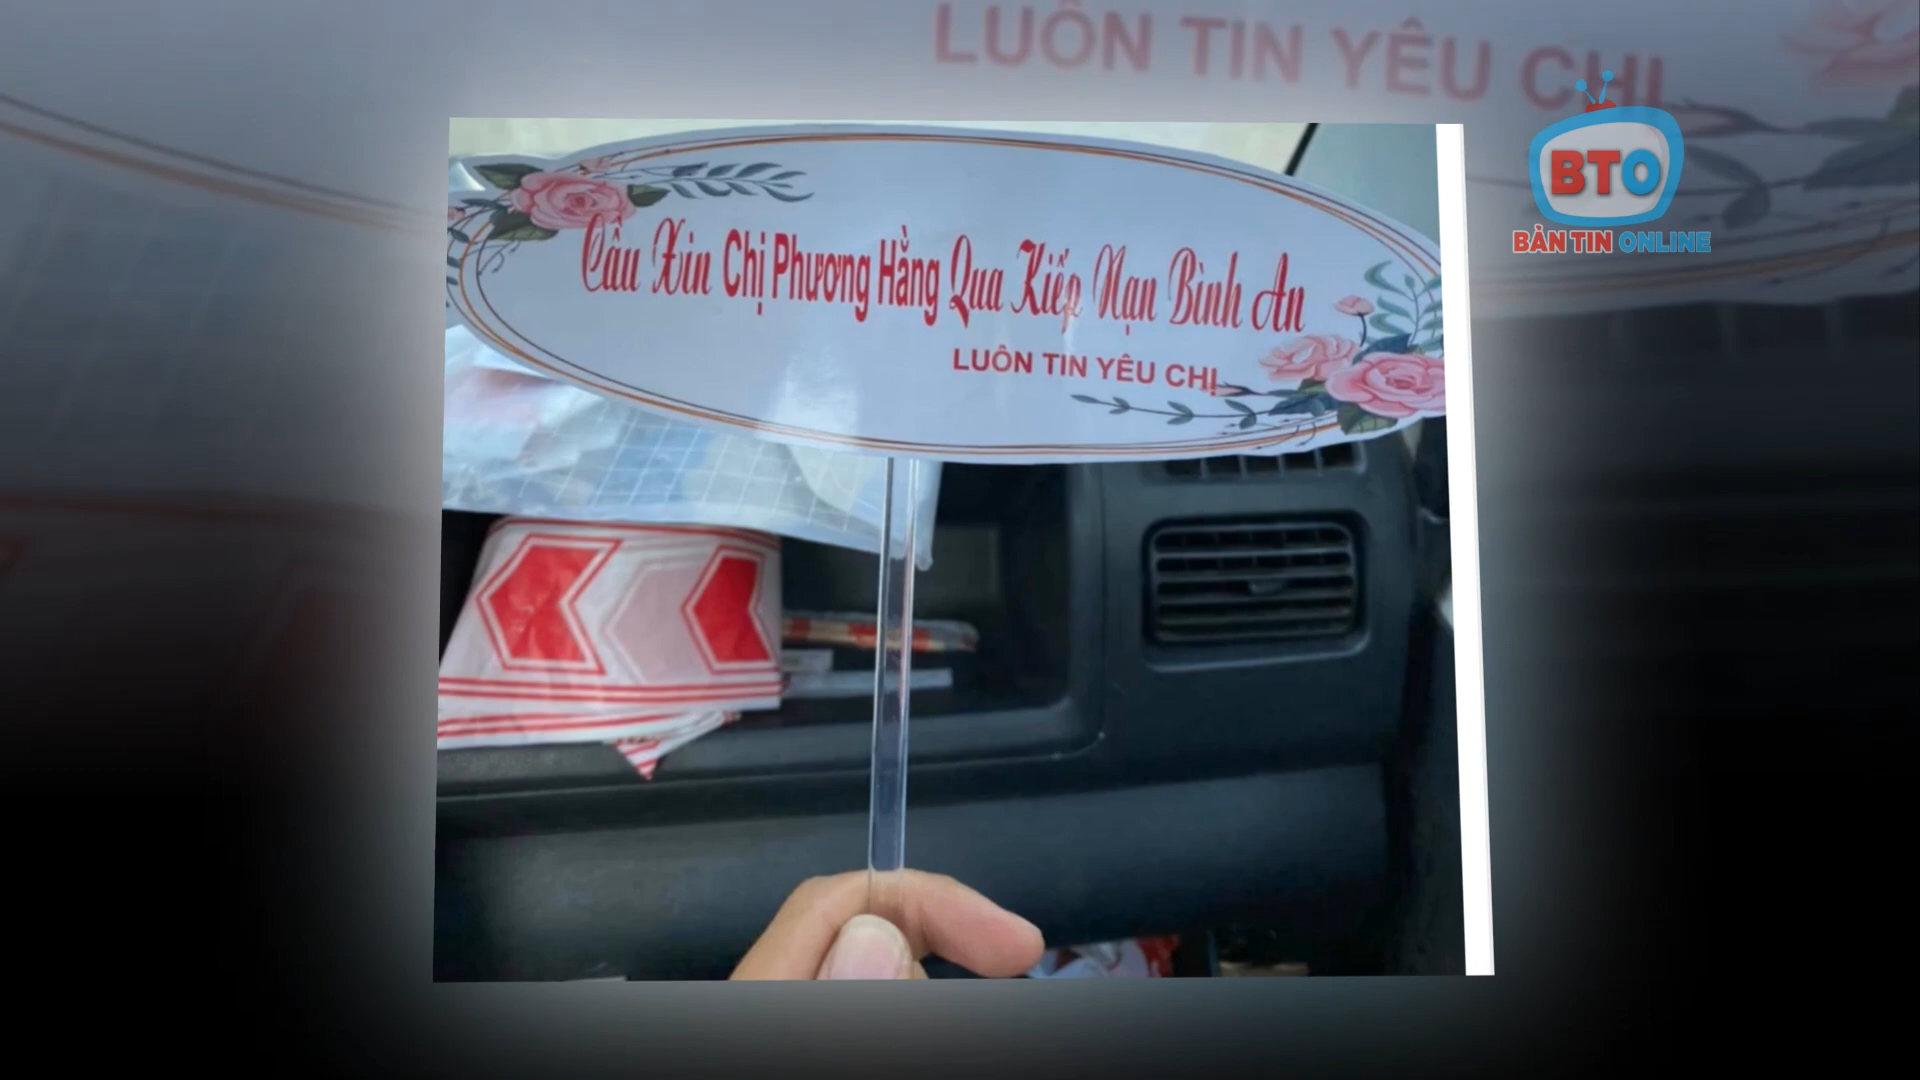 LUÔN TIN YÊU CHỊ
BTO
BẢN TIN ONLINE
Cầu Xin Chị Phương Hằng Qua Kiếp Nạn Bình An
LUÔN TIN YÊU CHỊ